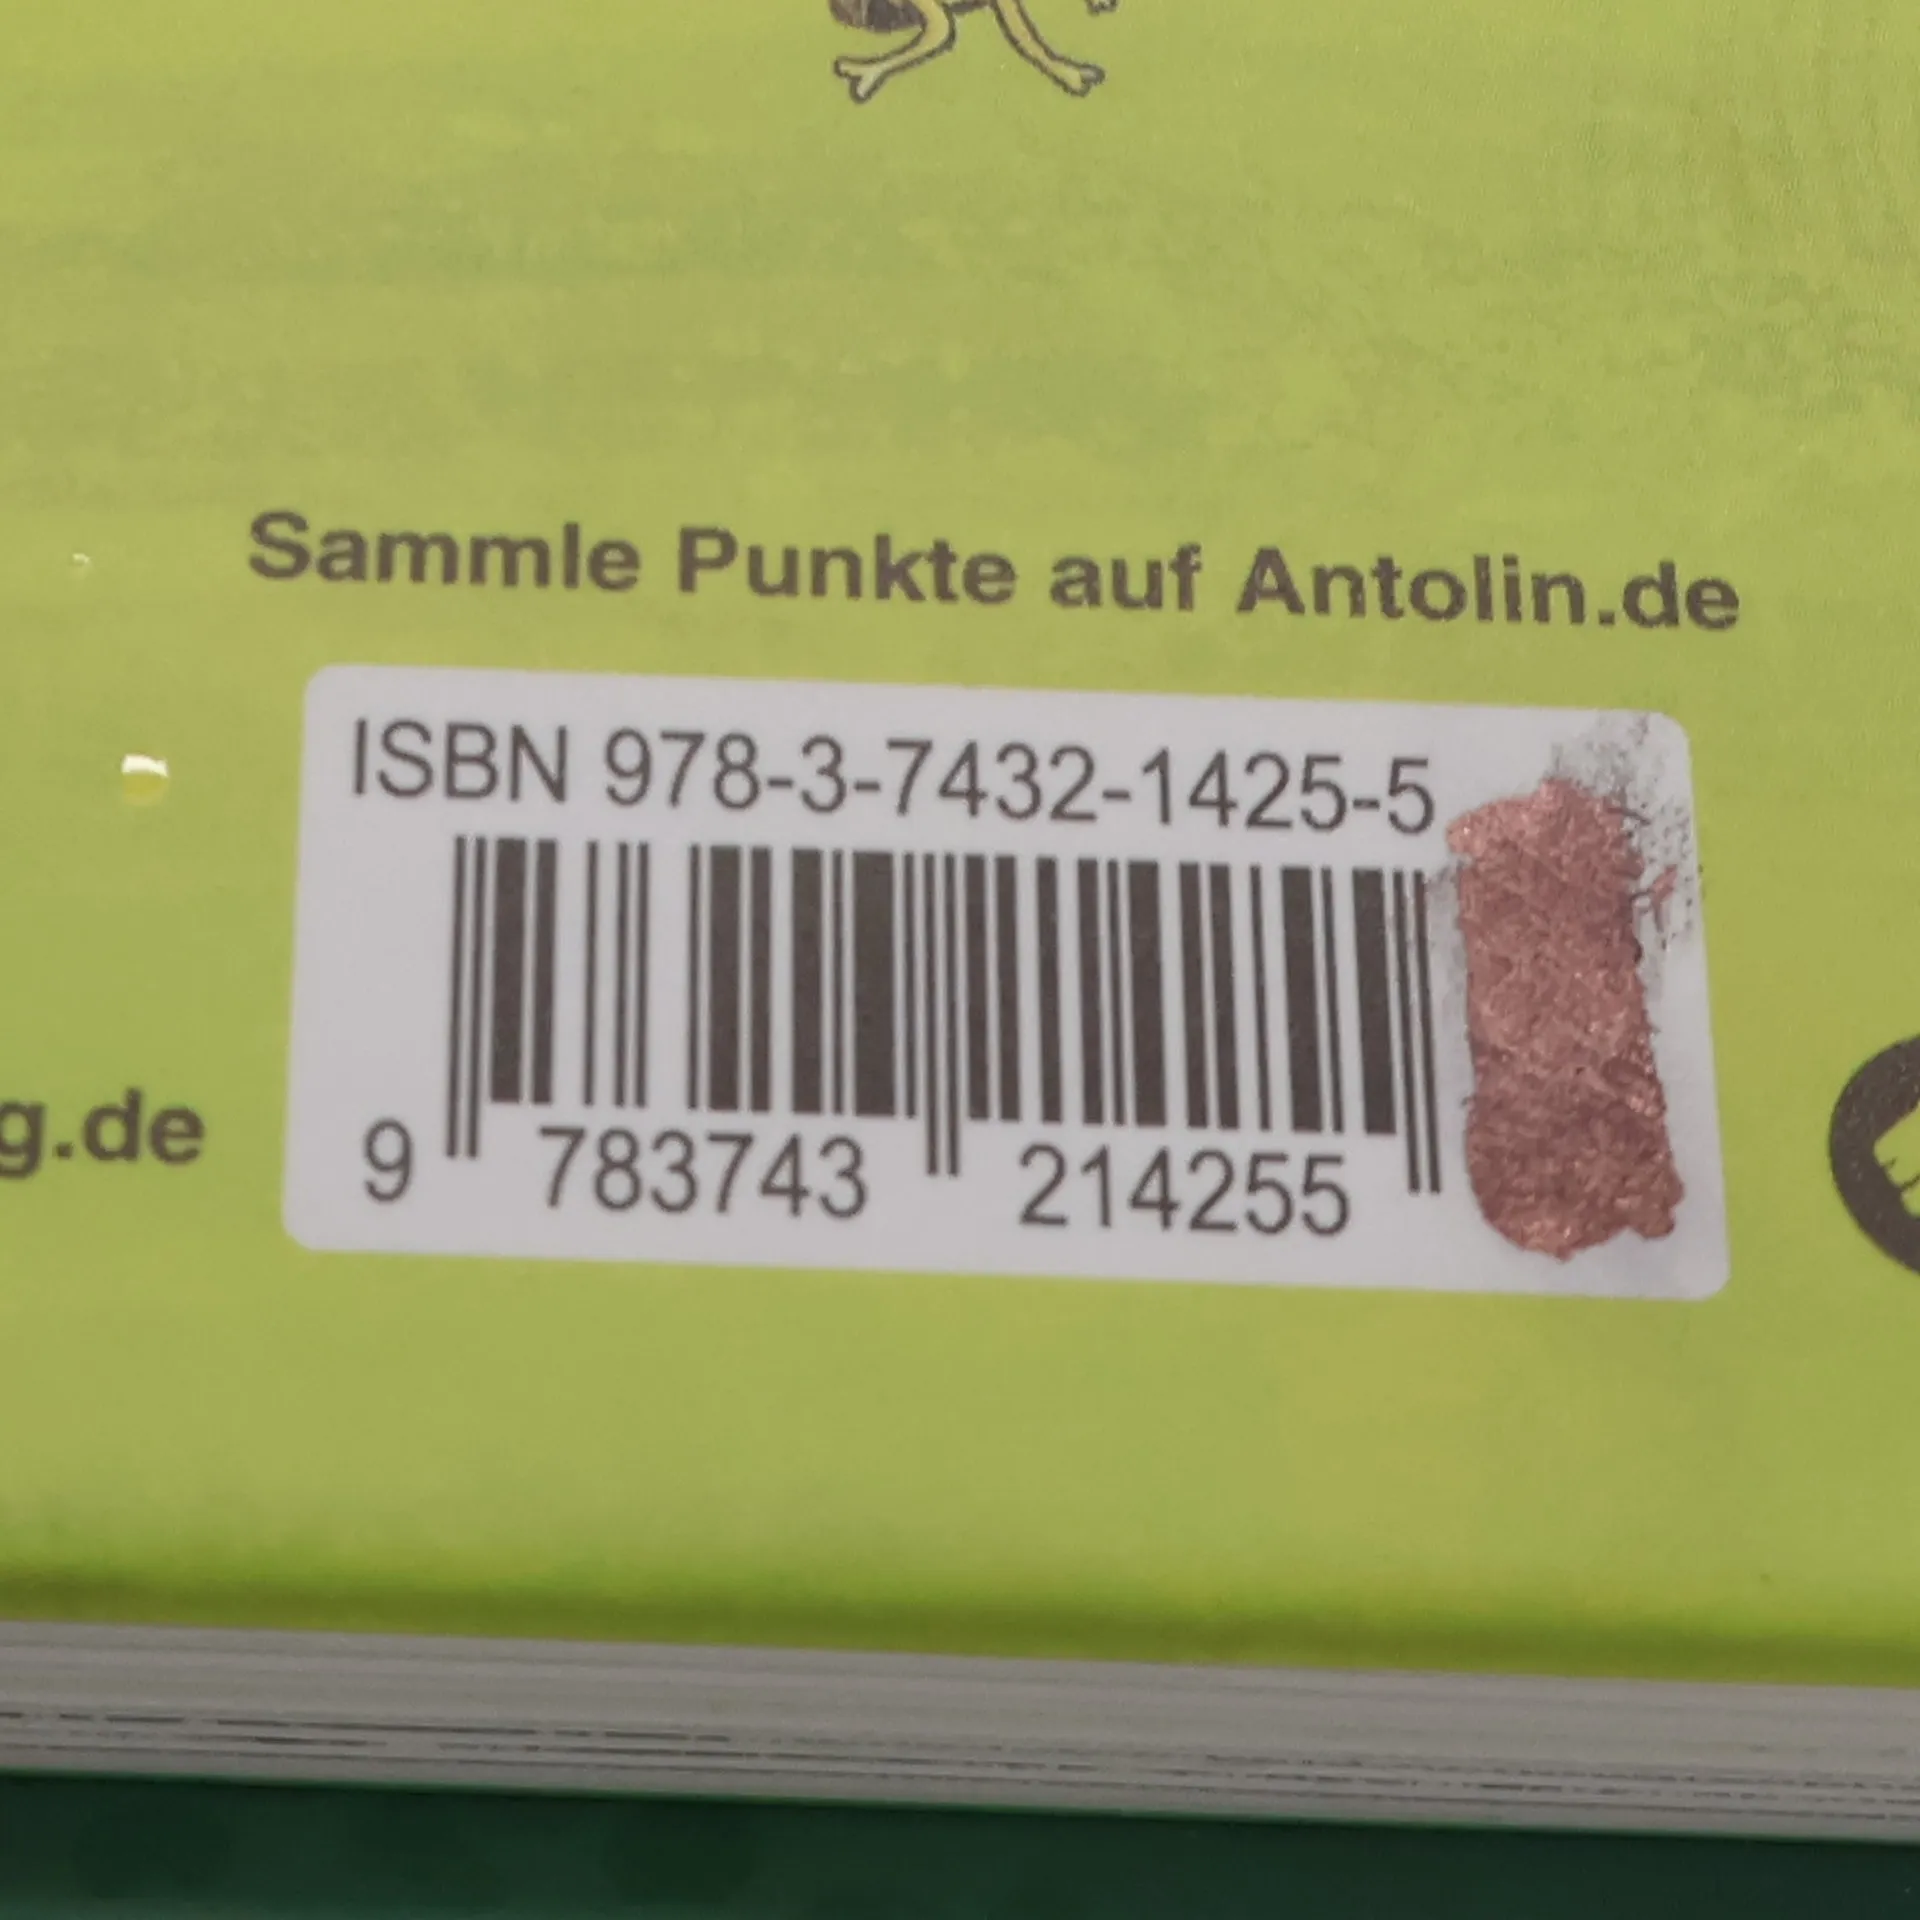 Sammle Punkte auf Antolin.de
ISBN 978-3-7432-1425-5
g.de
9 783743 214255